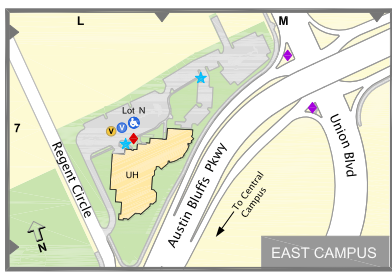 L
M
Lot N
V
V
7
UH
Regent Circle
Austin Bluffs Pkwy
Union Blvd
To Central
Campus
N
EAST CAMPUS